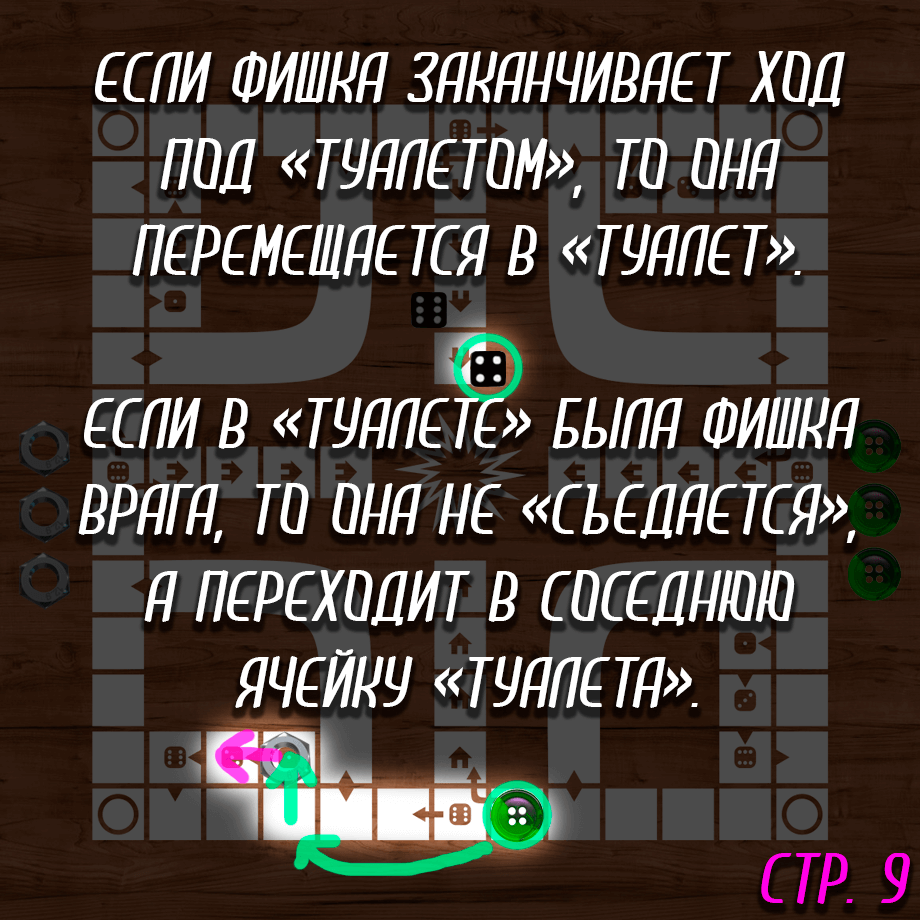 ЕСЛИ ФИШКА ЗАКАНЧИВАЕТ ХОД
ПОД «ТУАЛЕТОМ», ТО ОНА
ПЕРЕМЕЩАЕТСЯ В «ТУАЛЕТ».
ЕСЛИ В «ТУАЛЕТЕ» БЫЛА ФИШКА
ВРАГА, ТО ОНА НЕ «СЪЕДАЕТСЯ»,
А ПЕРЕХОДИТ В СОСЕДНЮЮ
ЯЧЕЙКУ «ТУАЛЕТА».
СТР. 9